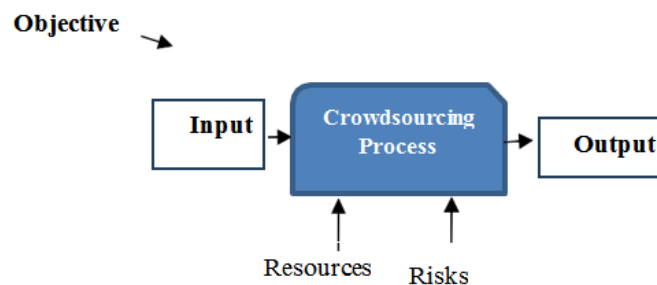 Objective
Input
Crowdsourcing
Process
Output
Resources
Risks